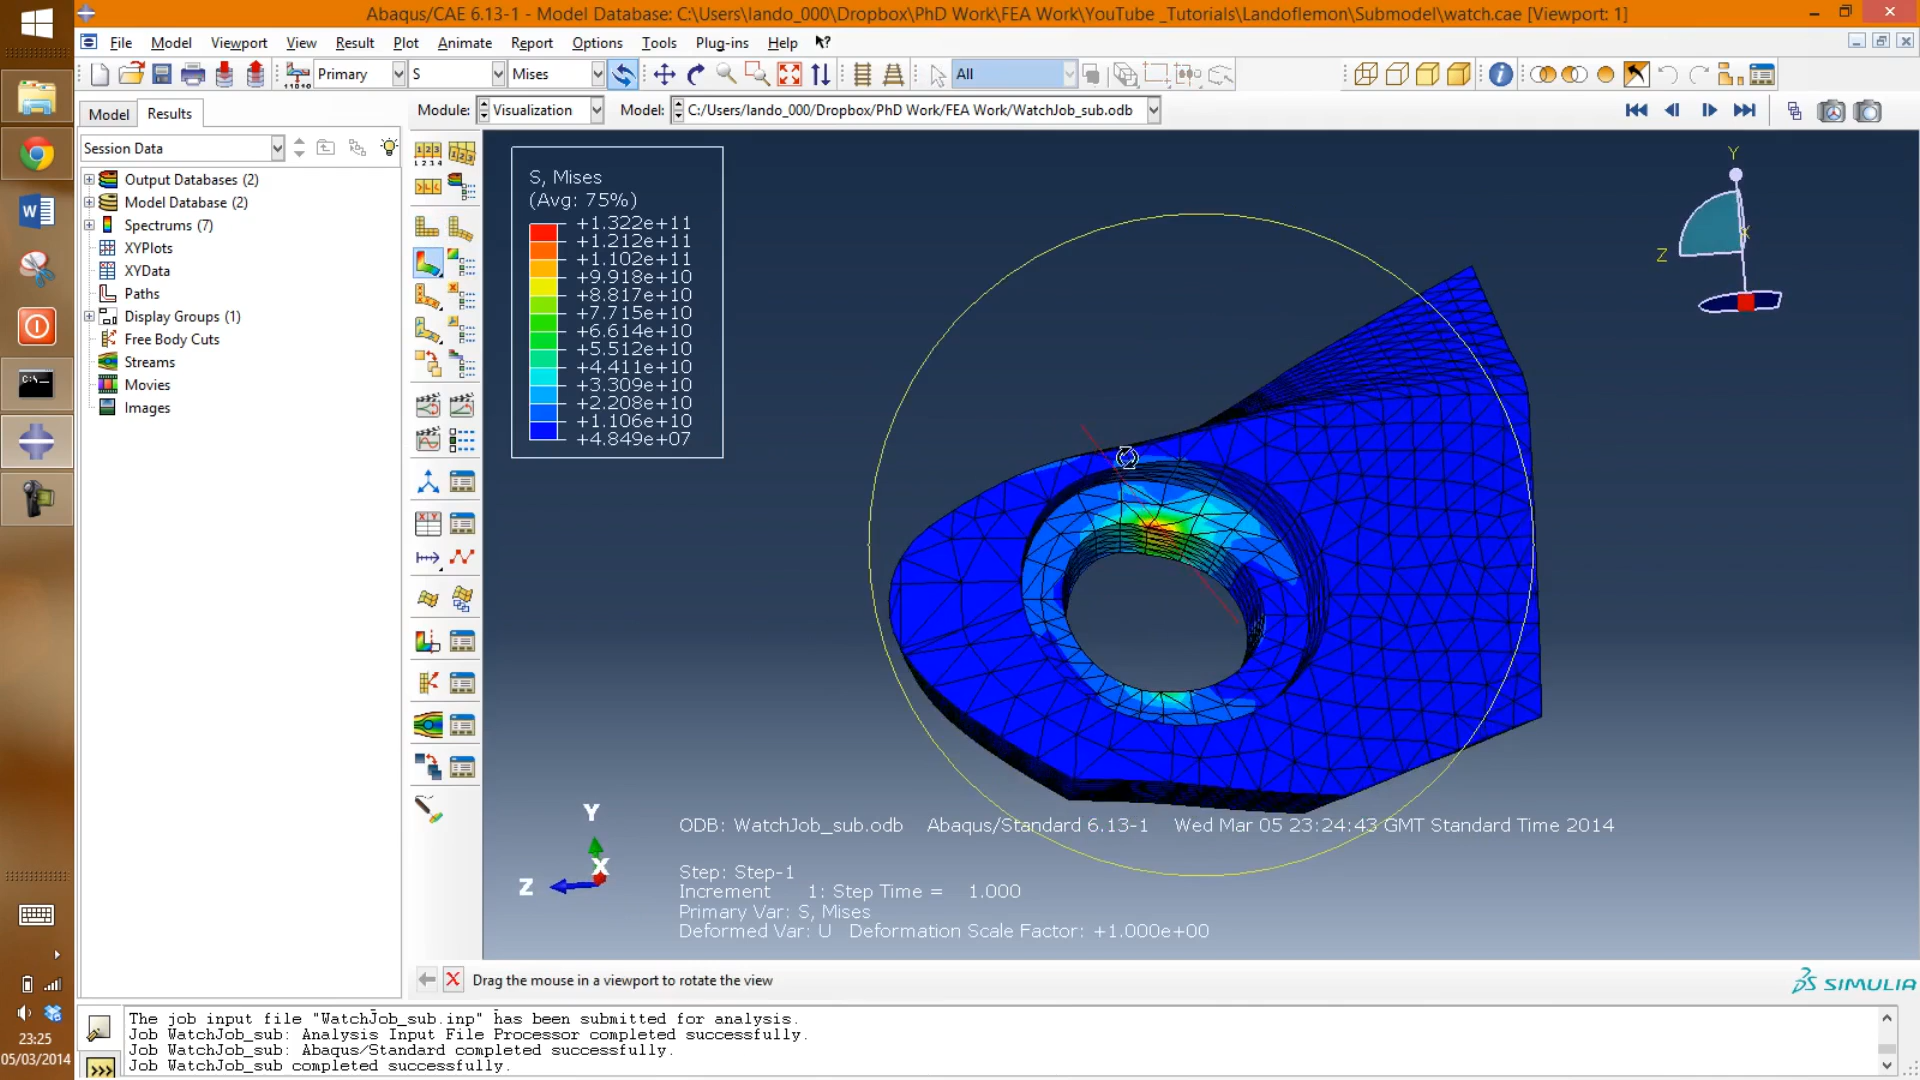 Abaqus/CAE 6.13-1 - Model Database: C:\Users\lando_000\Dropbox\PhD Work\FEA Work\YouTube _Tutorials\Landoflemon\Submodel\watch.cae [Viewport: 1]
File Model Viewport View Result Plot Animate Report Options Tools Plug-ins Help
Primary S Mises All
Model Results
Module: Visualization Model: C:/Users/lando_000/Dropbox/PhD Work/FEA Work/WatchJob_sub.odb
Session Data
Output Databases (2)
Model Database (2)
Spectrums (7)
XYPlots
XYData
Paths
Display Groups (1)
Free Body Cuts
Streams
Movies
Images
S, Mises
(Avg: 75%)
+1.322e+11
+1.212e+11
+1.102e+11
+9.918e+10
+8.817e+10
+7.715e+10
+6.614e+10
+5.512e+10
+4.411e+10
+3.309e+10
+2.208e+10
+1.106e+10
+4.849e+07
Y
Z
X
Y
X
Z
ODB: WatchJob_sub.odb Abaqus/Standard 6.13-1 Wed Mar 05 23:24:43 GMT Standard Time 2014
Step: Step-1
Increment 1: Step Time = 1.000
Primary Var: S, Mises
Deformed Var: U Deformation Scale Factor: +1.000e+00
Drag the mouse in a viewport to rotate the view
SIMULIA
The job input file "WatchJob_sub.inp" has been submitted for analysis.
Job WatchJob_sub: Analysis Input File Processor completed successfully.
Job WatchJob_sub: Abaqus/Standard completed successfully.
Job WatchJob_sub completed successfully.
>>>
23:25
05/03/2014